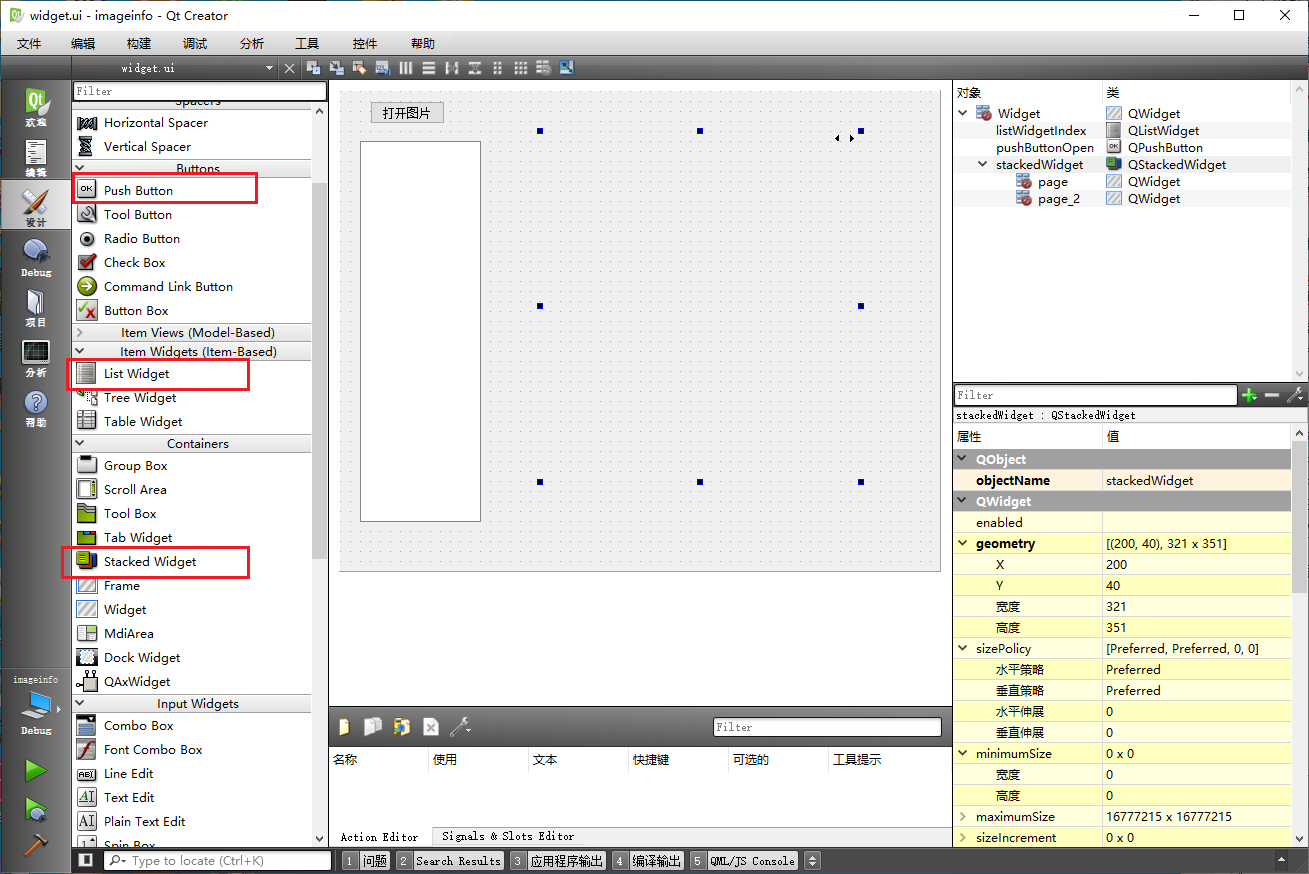 widget.ui - imageinfo - Qt Creator
文件 编辑 构建 调试 分析 工具 控件 帮助
widget.ui
欢迎
编辑
设计
Debug
项目
分析
帮助
imageinfo
Debug
Filter
Spacers
Horizontal Spacer
Vertical Spacer
Buttons
OK Push Button
Tool Button
Radio Button
Check Box
Command Link Button
Button Box
Item Views (Model-Based)
Item Widgets (Item-Based)
List Widget
Tree Widget
Table Widget
Containers
Group Box
Scroll Area
Tool Box
Tab Widget
Stacked Widget
Frame
Widget
MdiArea
Dock Widget
QAxWidget
Input Widgets
Combo Box
Font Combo Box
Line Edit
Text Edit
Plain Text Edit
Spin Box
打开图片
Filter
名称 使用 文本 快捷键 可选的 工具提示
Action Editor Signals & Slots Editor
对象 类
Widget QWidget
listWidgetIndex QListWidget
pushButtonOpen QPushButton
stackedWidget QStackedWidget
page QWidget
page_2 QWidget
Filter
stackedWidget : QStackedWidget
属性 值
QObject
objectName stackedWidget
QWidget
enabled
geometry [(200, 40), 321 x 351]
X 200
Y 40
宽度 321
高度 351
sizePolicy [Preferred, Preferred, 0, 0]
水平策略 Preferred
垂直策略 Preferred
水平伸展 0
垂直伸展 0
minimumSize 0 x 0
宽度 0
高度 0
maximumSize 16777215 x 16777215
sizeIncrement 0 x 0
Type to locate (Ctrl+K) 1 问题 2 Search Results 3 应用程序输出 4 编译输出 5 QML/JS Console